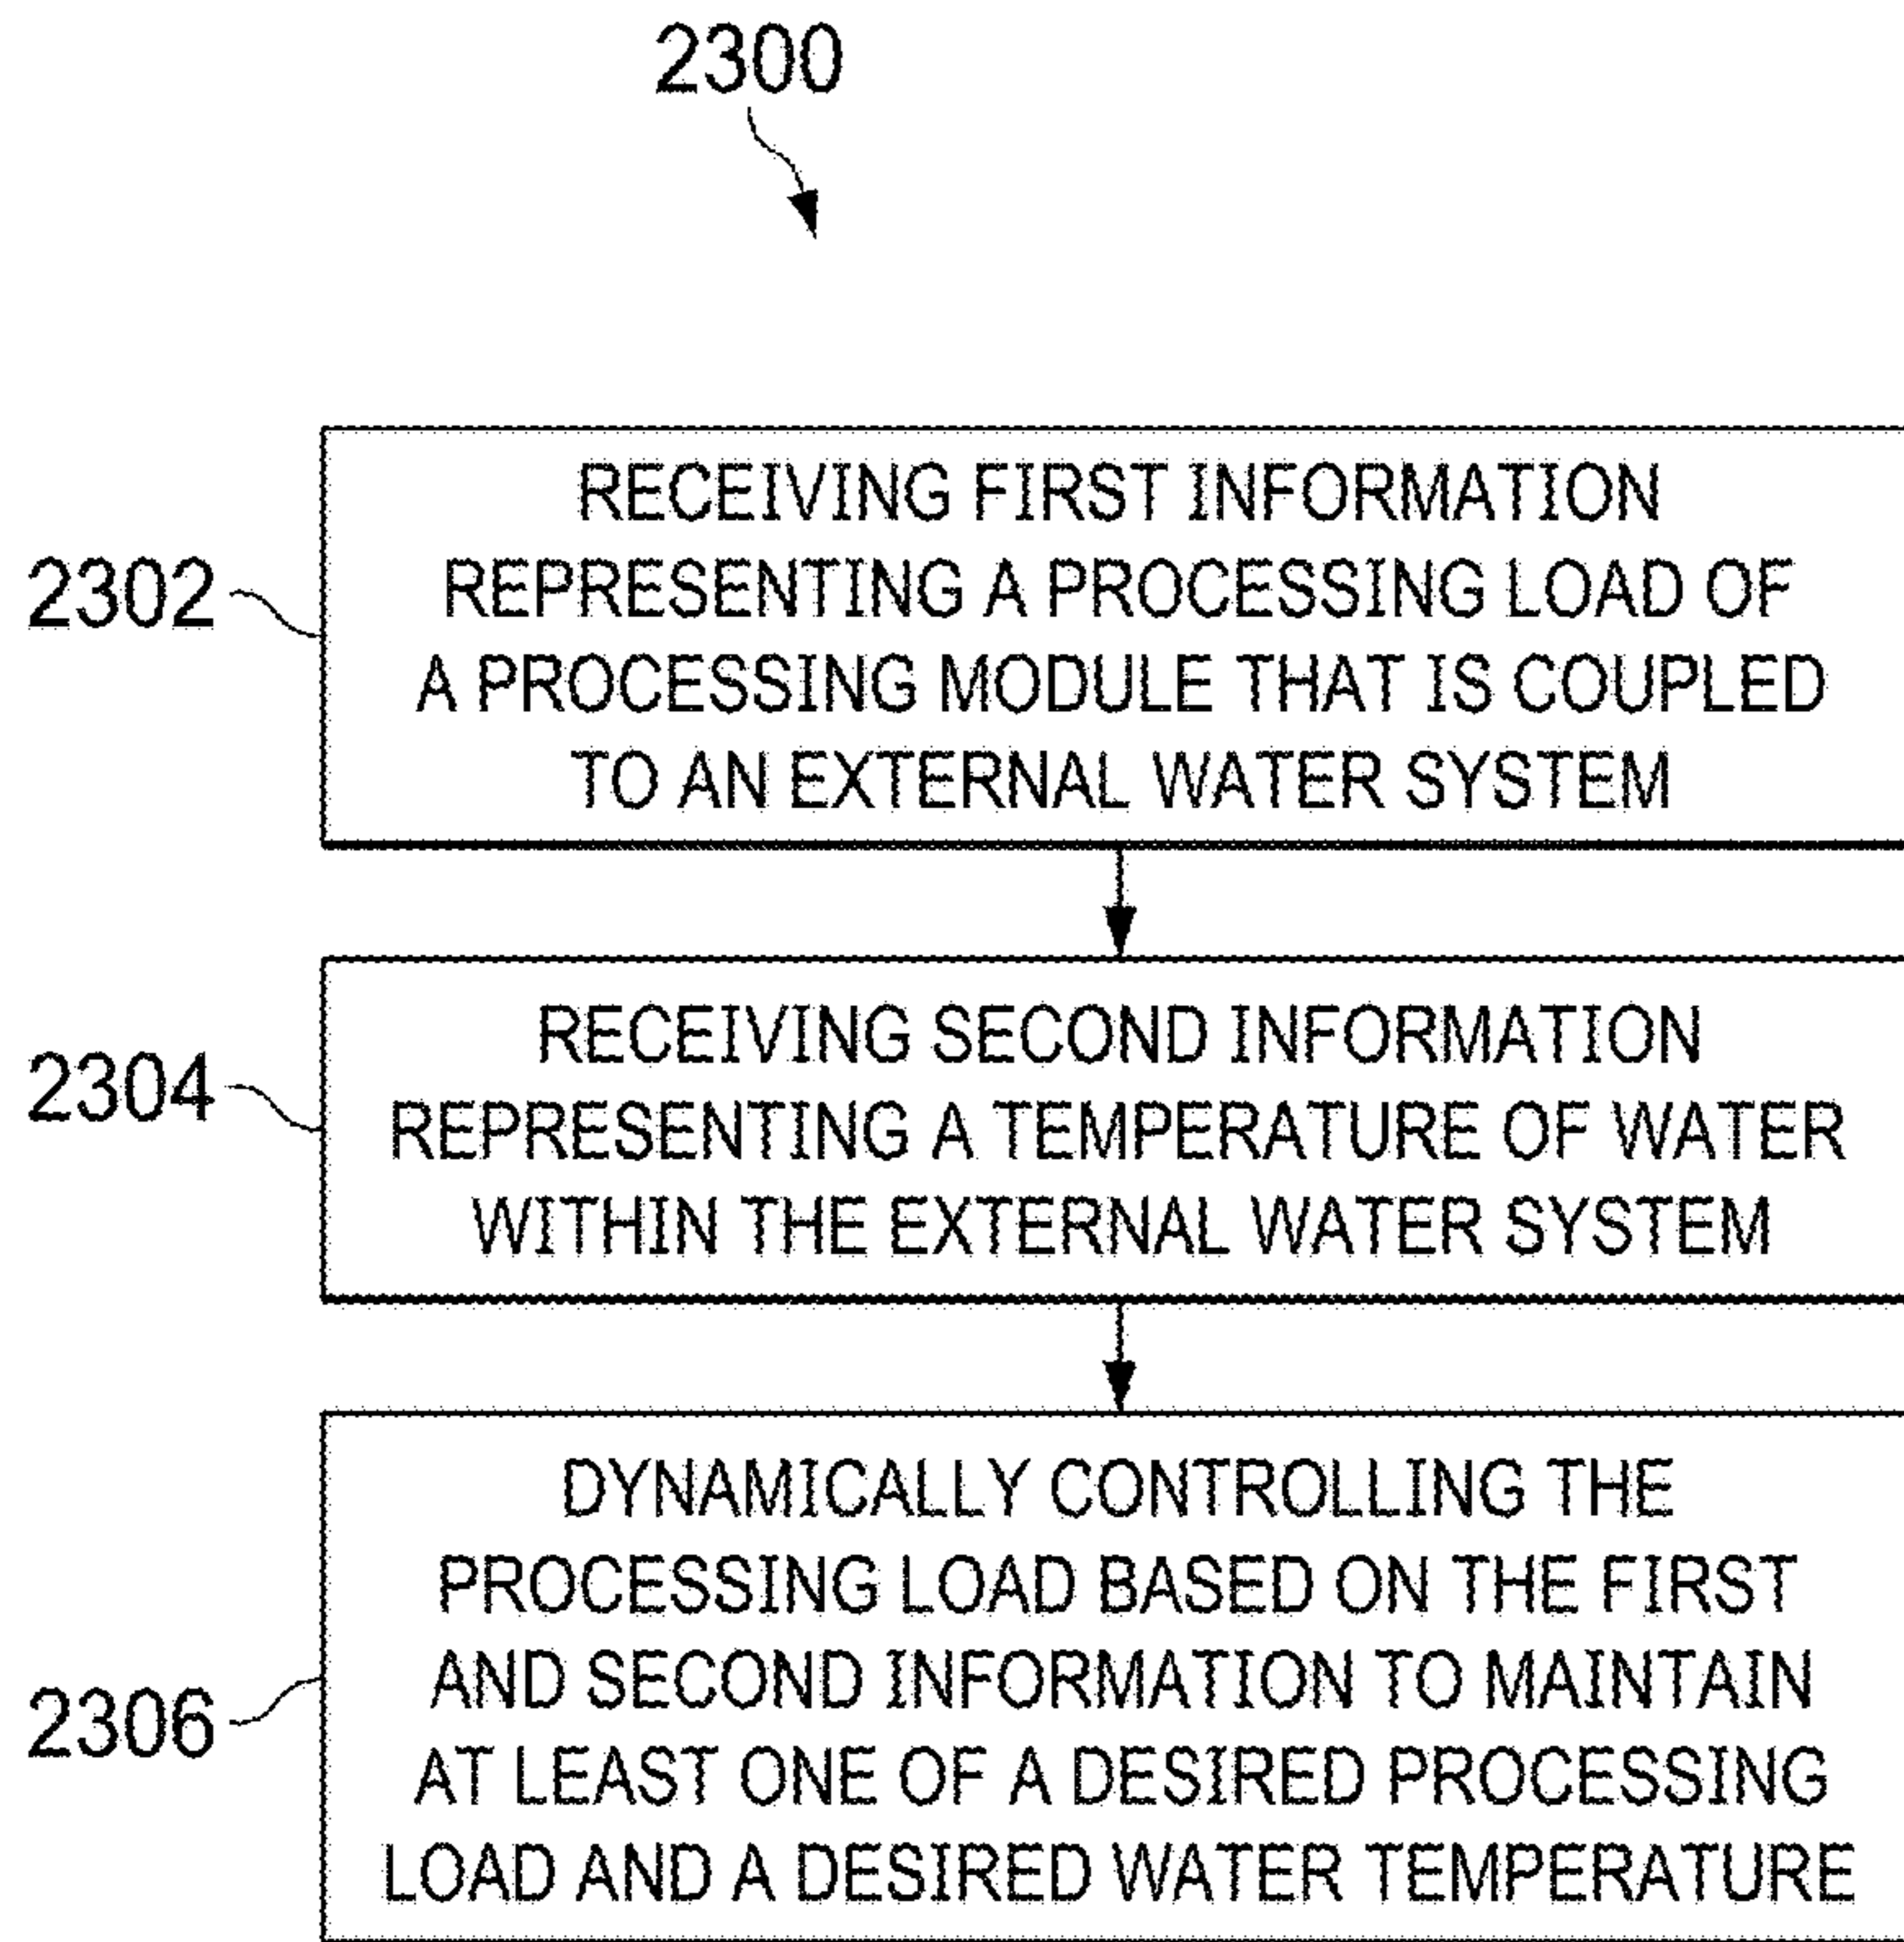 2300
2302
RECEIVING FIRST INFORMATION
REPRESENTING A PROCESSING LOAD OF
A PROCESSING MODULE THAT IS COUPLED
TO AN EXTERNAL WATER SYSTEM
2304
RECEIVING SECOND INFORMATION
REPRESENTING A TEMPERATURE OF WATER
WITHIN THE EXTERNAL WATER SYSTEM
2306
DYNAMICALLY CONTROLLING THE
PROCESSING LOAD BASED ON THE FIRST
AND SECOND INFORMATION TO MAINTAIN
AT LEAST ONE OF A DESIRED PROCESSING
LOAD AND A DESIRED WATER TEMPERATURE